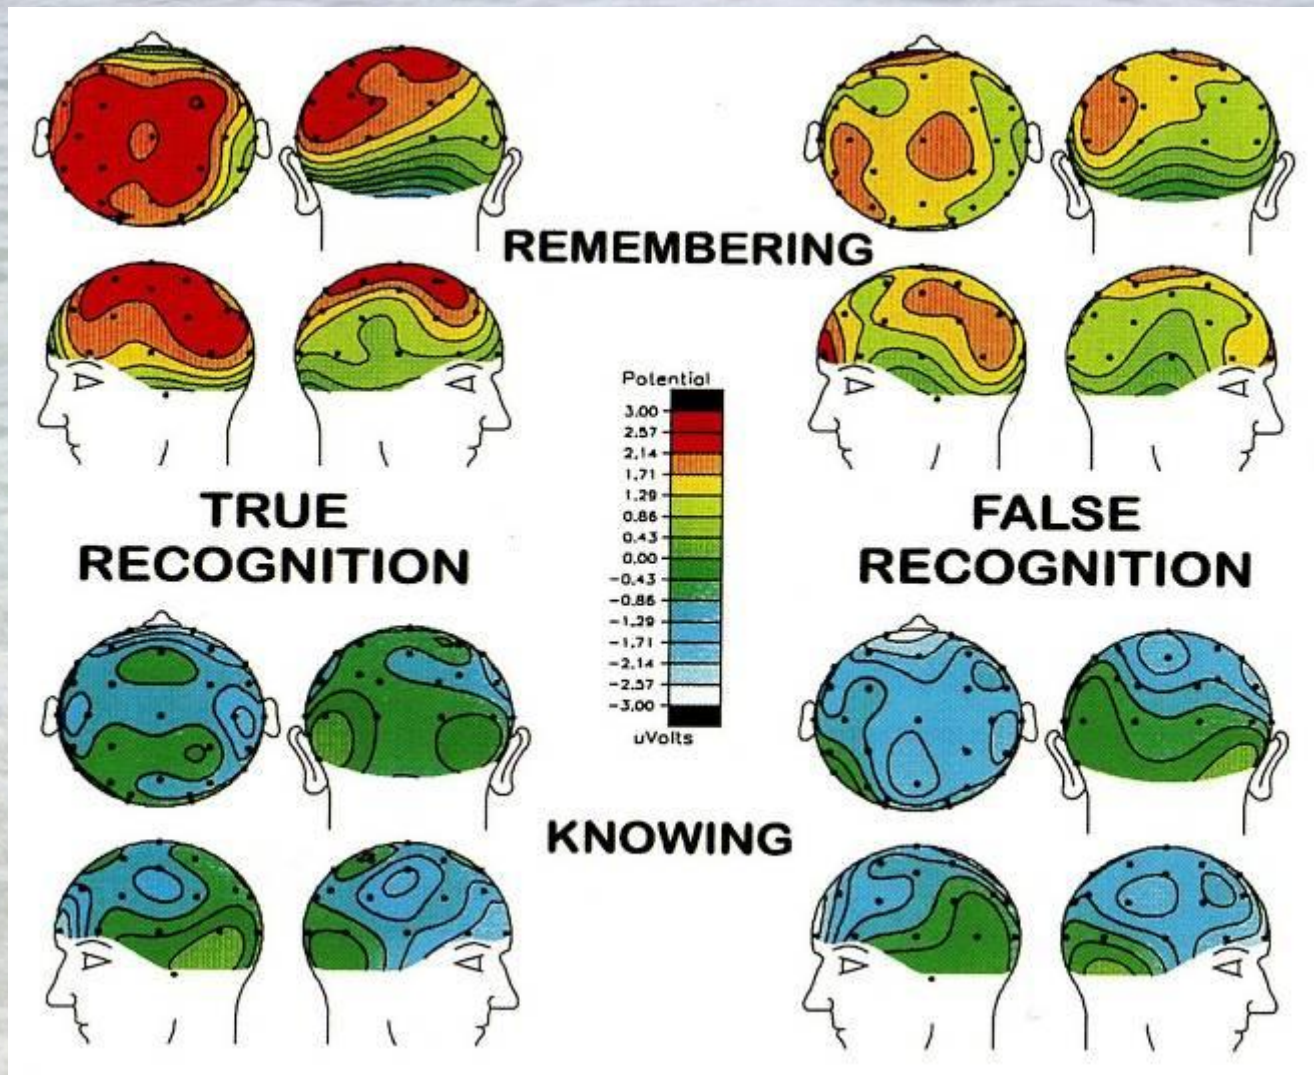 REMEMBERING
Potential
3.00
2.57
2.14
1.71
1.29
0.86
0.43
0.00
-0.43
-0.86
-1.29
-1.71
-2.14
-2.57
-3.00
uVolts
TRUE
RECOGNITION
FALSE
RECOGNITION
KNOWING